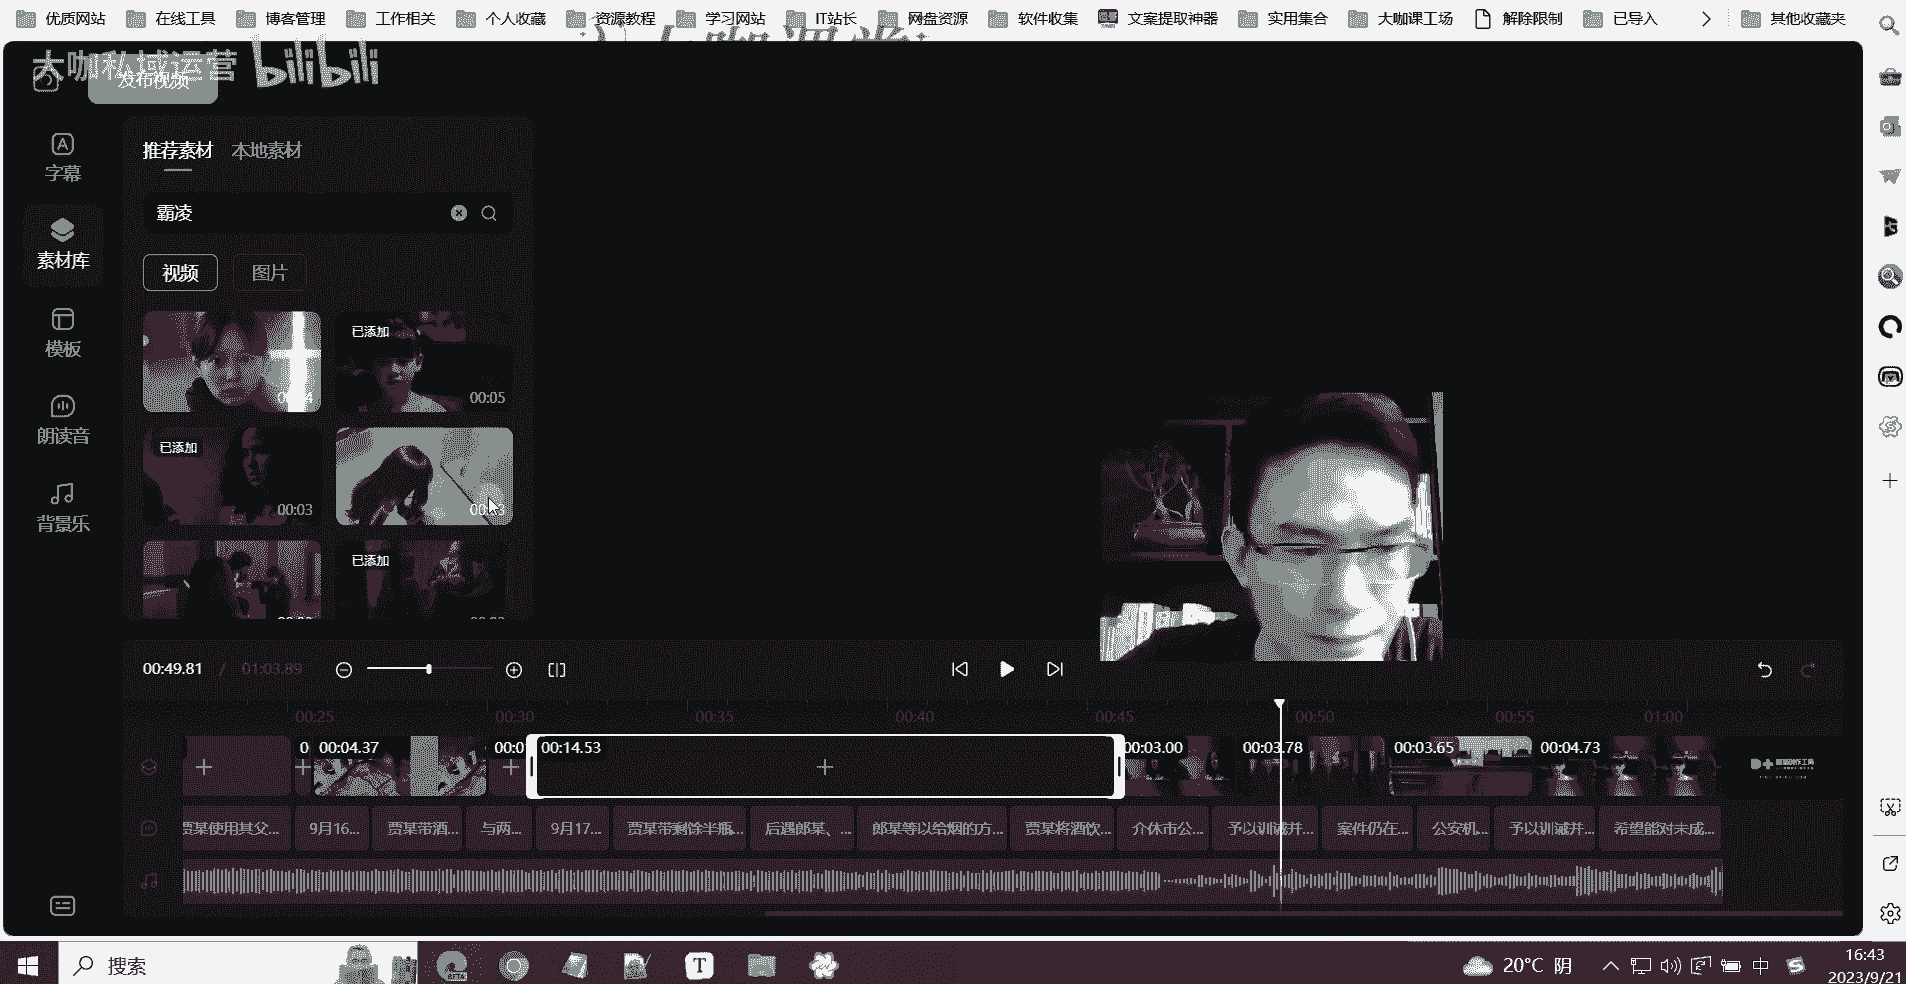 优质网站 在线工具 博客管理 工作相关 个人收藏 资源教程 学习网站 IT站长 网盘资源 软件收集 文案提取神器 实用集合 大咖课工场 解除限制 已导入 其他收藏夹
大咖私域运营 bilibili
发布视频
字幕
素材库
模板
朗读音
背景乐
推荐素材 本地素材
霸凌
视频 图片
已添加
00:05
已添加
00:03
已添加
00:49.81 / 01:03.89
00:25 00:30 00:35 00:40 00:45 00:50 00:55 01:00
00:04.37 00:14.53 00:03.00 00:03.78 00:03.65 00:04.73
贾某使用其父... 9月16... 贾某带酒... 与两... 9月17... 贾某带剩馀半瓶... 后遇郎某、... 郎某等以给烟的方... 贾某将酒饮... 介休市公... 予以训诫并... 案件仍在... 公安机... 予以训诫并... 希望能对未成...
搜索
BETA
T
20°C 阴
中
16:43
2023/9/21